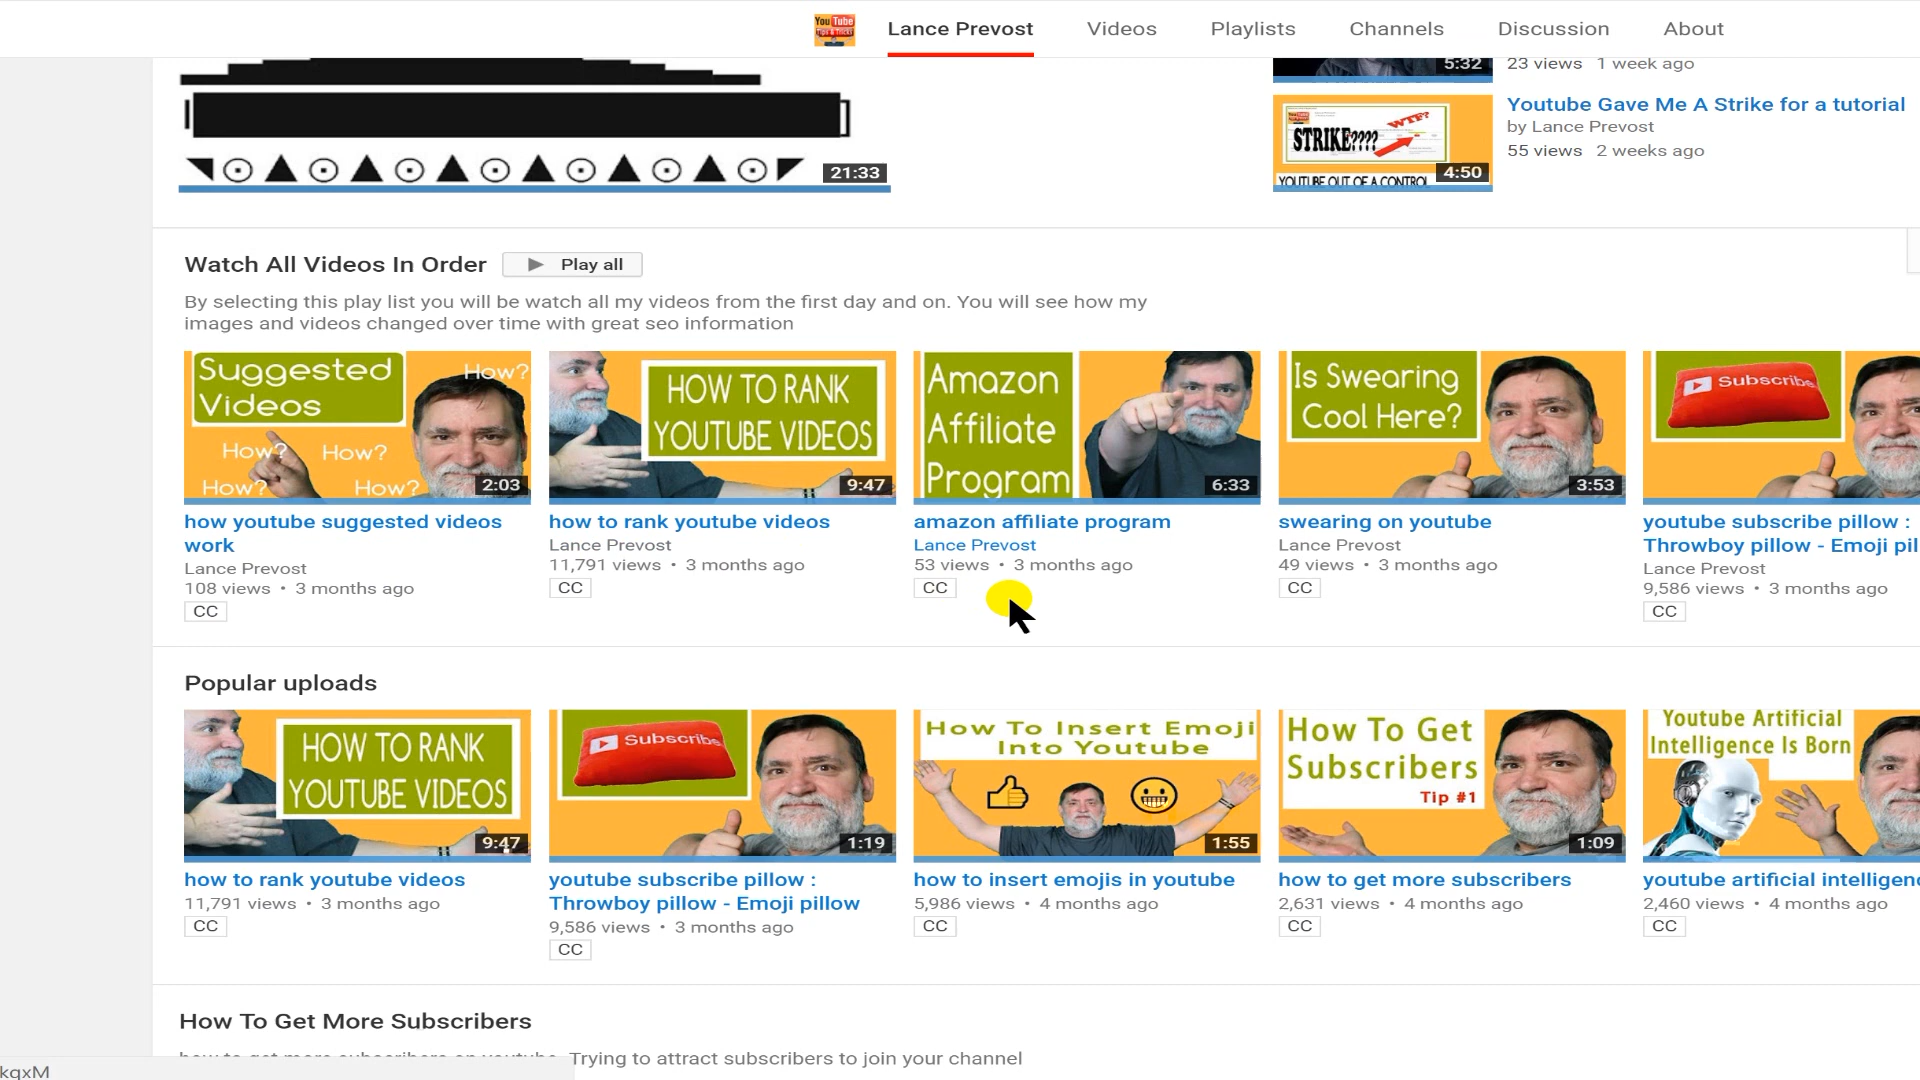 You Tube
Tips & Tricks
Lance Prevost
Videos
Playlists
Channels
Discussion
About
5:32
23 views 1 week ago
21:33
STRIKE????
WTF?
YOUTUBE OUT OF A CONTROL
4:50
Youtube Gave Me A Strike for a tutorial
by Lance Prevost
55 views 2 weeks ago
Watch All Videos In Order
Play all
By selecting this play list you will be watch all my videos from the first day and on. You will see how my
images and videos changed over time with great seo information
Suggested
Videos
How?
How?
How?
How?
How?
2:03
how youtube suggested videos
work
Lance Prevost
108 views • 3 months ago
CC
HOW TO RANK
YOUTUBE VIDEOS
9:47
how to rank youtube videos
Lance Prevost
11,791 views • 3 months ago
CC
Amazon
Affiliate
Program
6:33
amazon affiliate program
Lance Prevost
53 views • 3 months ago
CC
Is Swearing
Cool Here?
3:53
swearing on youtube
Lance Prevost
49 views • 3 months ago
CC
Subscribe
youtube subscribe pillow :
Throwboy pillow - Emoji pil
Lance Prevost
9,586 views • 3 months ago
CC
Popular uploads
HOW TO RANK
YOUTUBE VIDEOS
9:47
how to rank youtube videos
11,791 views • 3 months ago
CC
Subscribe
1:19
youtube subscribe pillow :
Throwboy pillow - Emoji pillow
9,586 views • 3 months ago
CC
How To Insert Emoji
Into Youtube
1:55
how to insert emojis in youtube
5,986 views • 4 months ago
CC
How To Get
Subscribers
Tip #1
1:09
how to get more subscribers
2,631 views • 4 months ago
CC
Youtube Artificial
Intelligence Is Born
youtube artificial intelligenc
2,460 views • 4 months ago
CC
How To Get More Subscribers
how to get more subscribers on youtube. Trying to attract subscribers to join your channel
kqxM